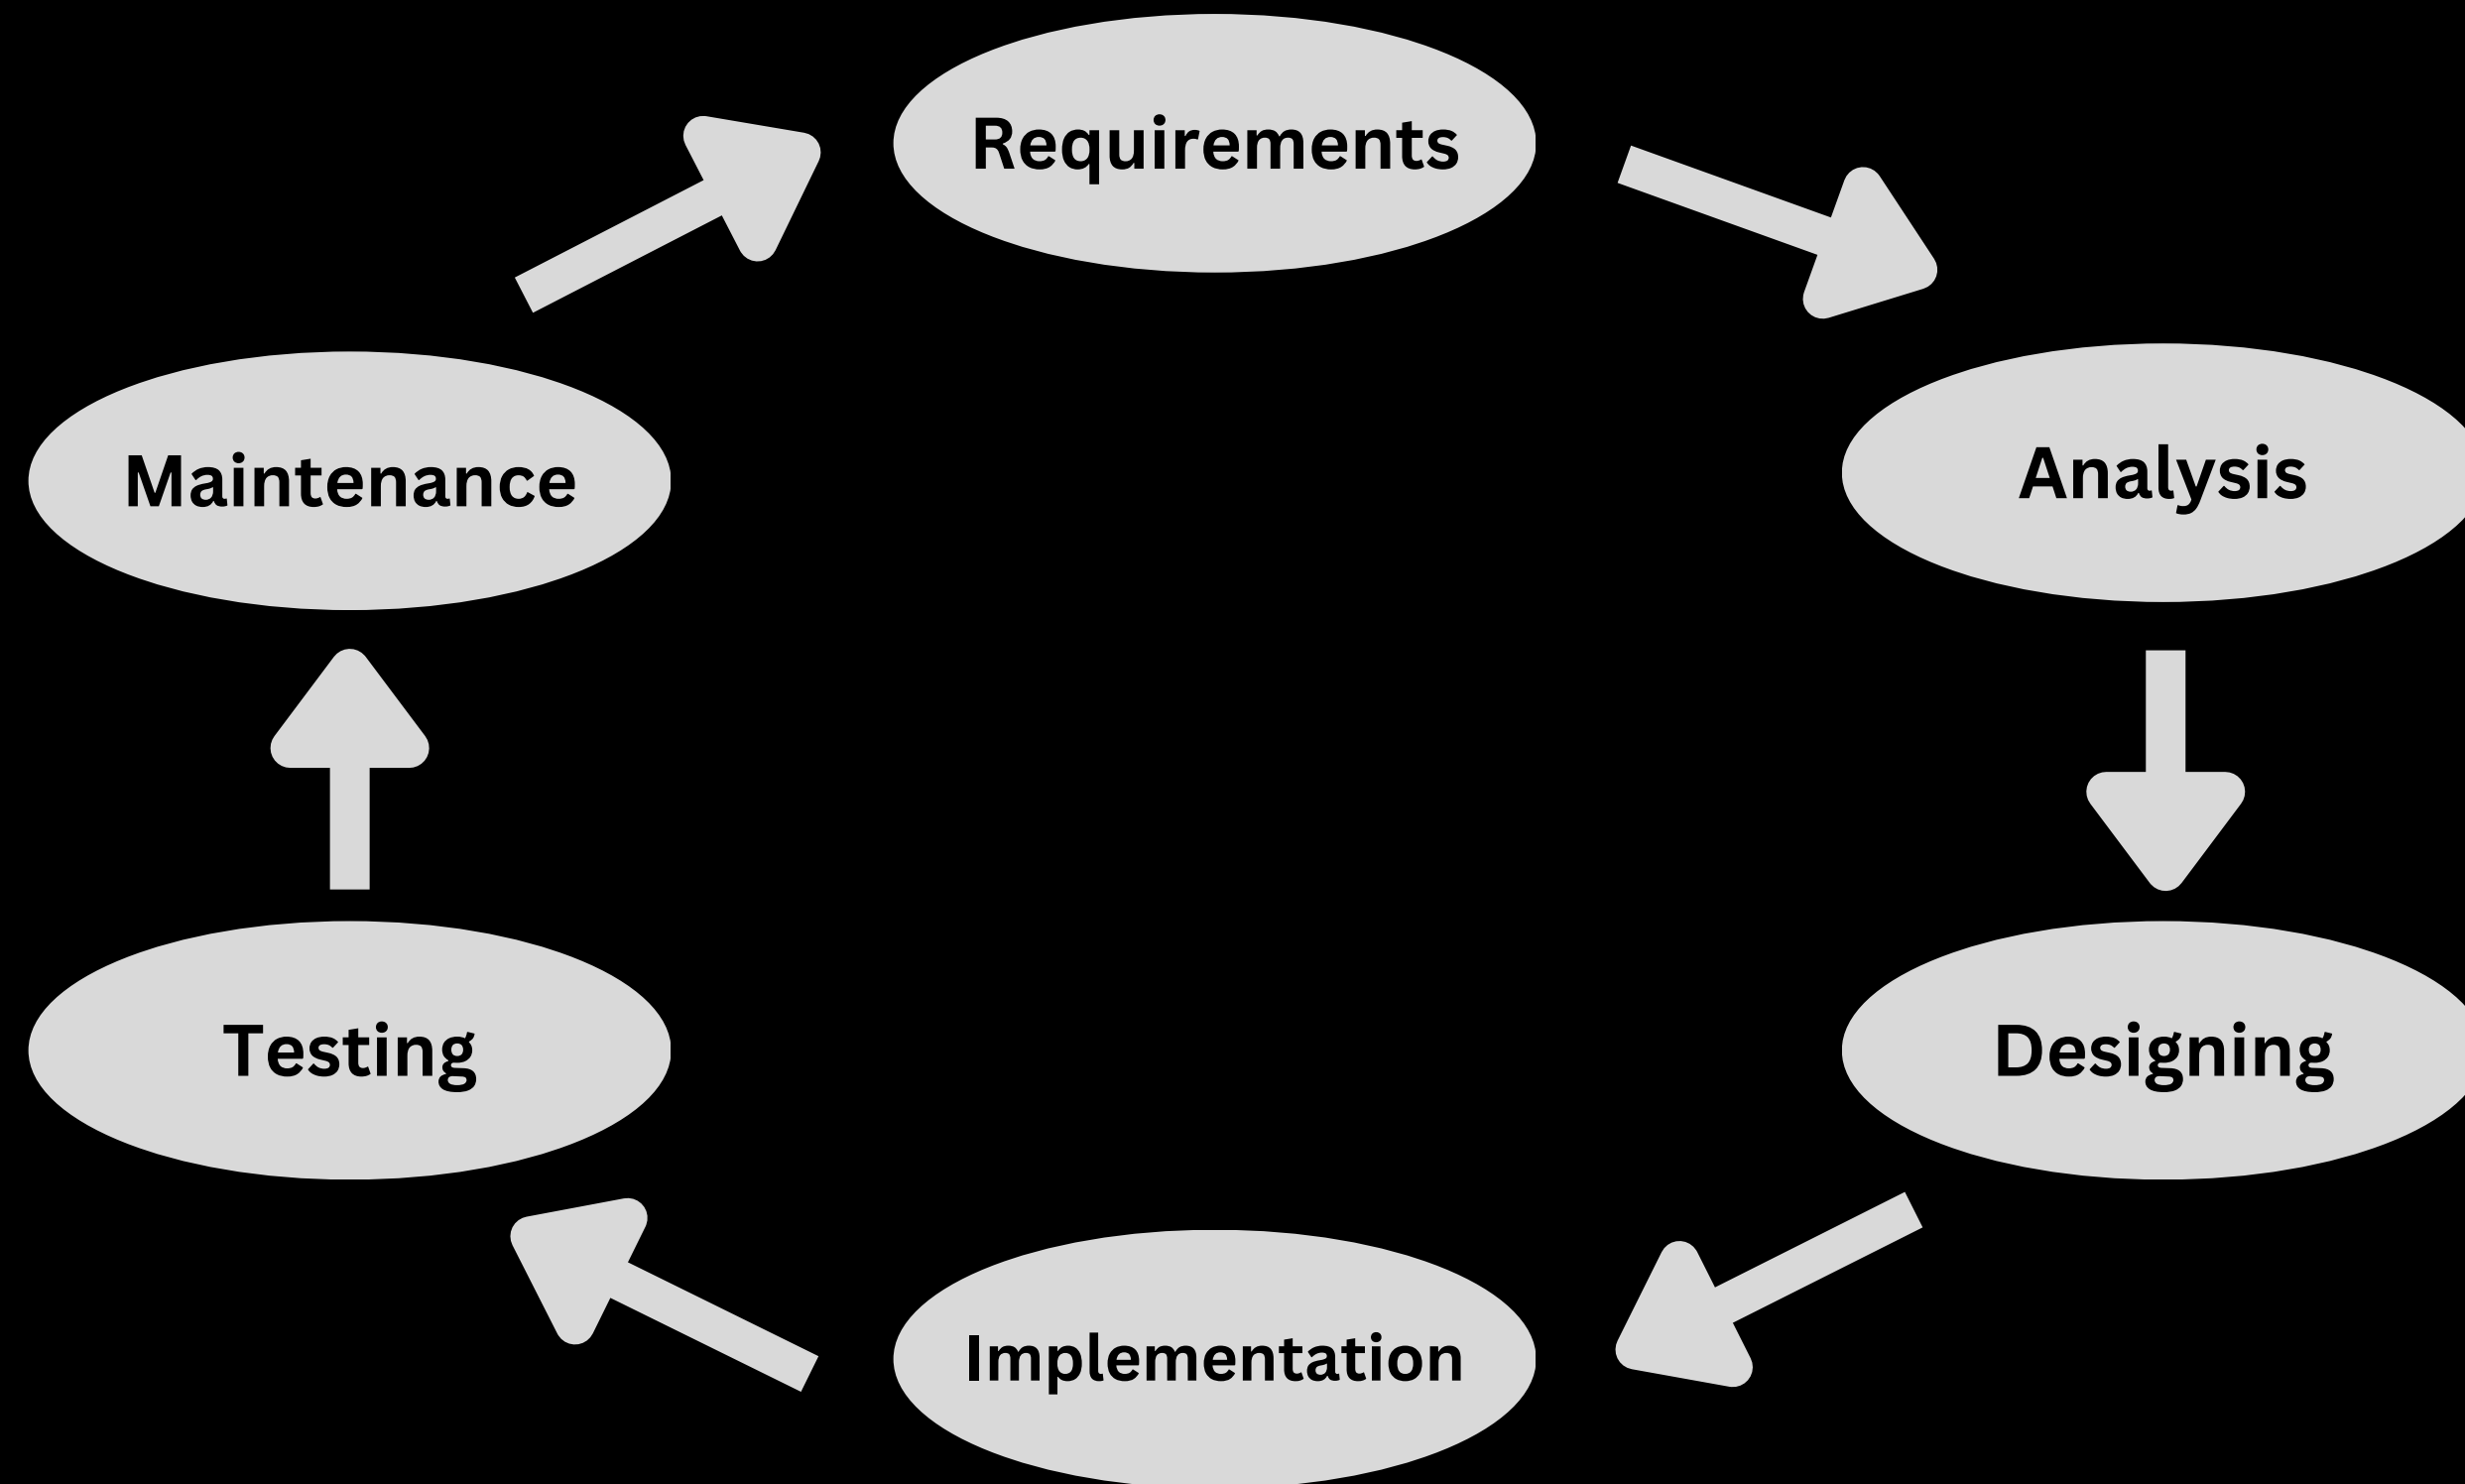 Requirements
Analysis
Designing
Implementation
Testing
Maintenance